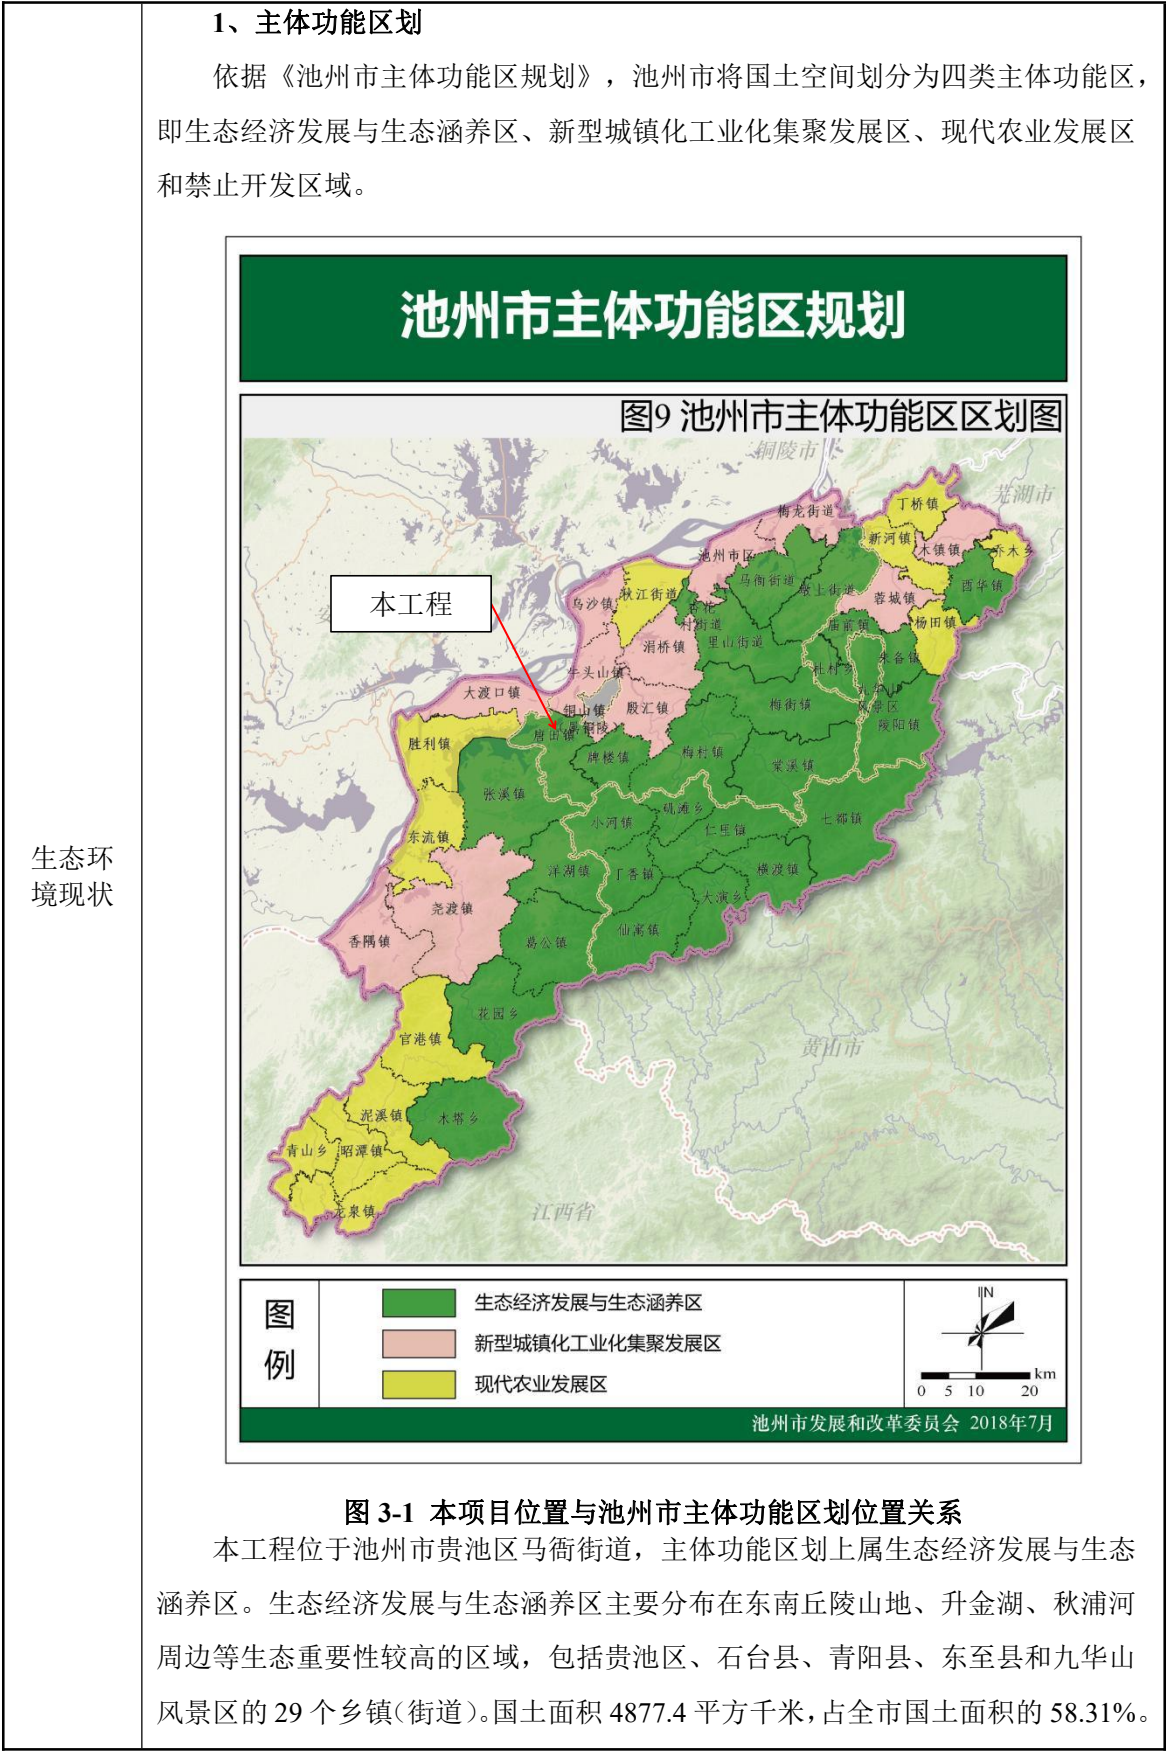 1、主体功能区划
依据《池州市主体功能区规划》，池州市将国土空间划分为四类主体功能区，
即生态经济发展与生态涵养区、新型城镇化工业化集聚发展区、现代农业发展区
和禁止开发区域。
池州市主体功能区规划
图9 池州市主体功能区区划图
铜陵市
芜湖市
丁桥镇
梅龙街道
新河镇
木镇镇
乔木乡
池州市区
马衙街道
墩上街道
酉华镇
蓉城镇
乌沙镇
秋江街道
杏花
村街道
本工程
安
庙前镇
杨田镇
里山街道
涓桥镇
朱备镇
杜村乡
牛头山镇
九华山
风景区
大渡口镇
铜山镇
殷汇镇
梅街镇
陵阳镇
唐田镇
属铜陵
胜利镇
牌楼镇
梅村镇
棠溪镇
张溪镇
矶滩乡
七都镇
小河镇
仁里镇
东流镇
洋湖镇
丁香镇
横渡镇
大演乡
尧渡镇
香隅镇
葛公镇
仙寓镇
花园乡
官港镇
黄山市
泥溪镇
木塔乡
青山乡
昭潭镇
龙泉镇
江西省
图
例
生态经济发展与生态涵养区
新型城镇化工业化集聚发展区
现代农业发展区
N
km
0 5 10 20
池州市发展和改革委员会 2018年7月
生态环
境现状
图 3-1 本项目位置与池州市主体功能区划位置关系
本工程位于池州市贵池区马衙街道，主体功能区划上属生态经济发展与生态
涵养区。生态经济发展与生态涵养区主要分布在东南丘陵山地、升金湖、秋浦河
周边等生态重要性较高的区域，包括贵池区、石台县、青阳县、东至县和九华山
风景区的 29 个乡镇（街道）。国土面积 4877.4 平方千米，占全市国土面积的 58.31%。